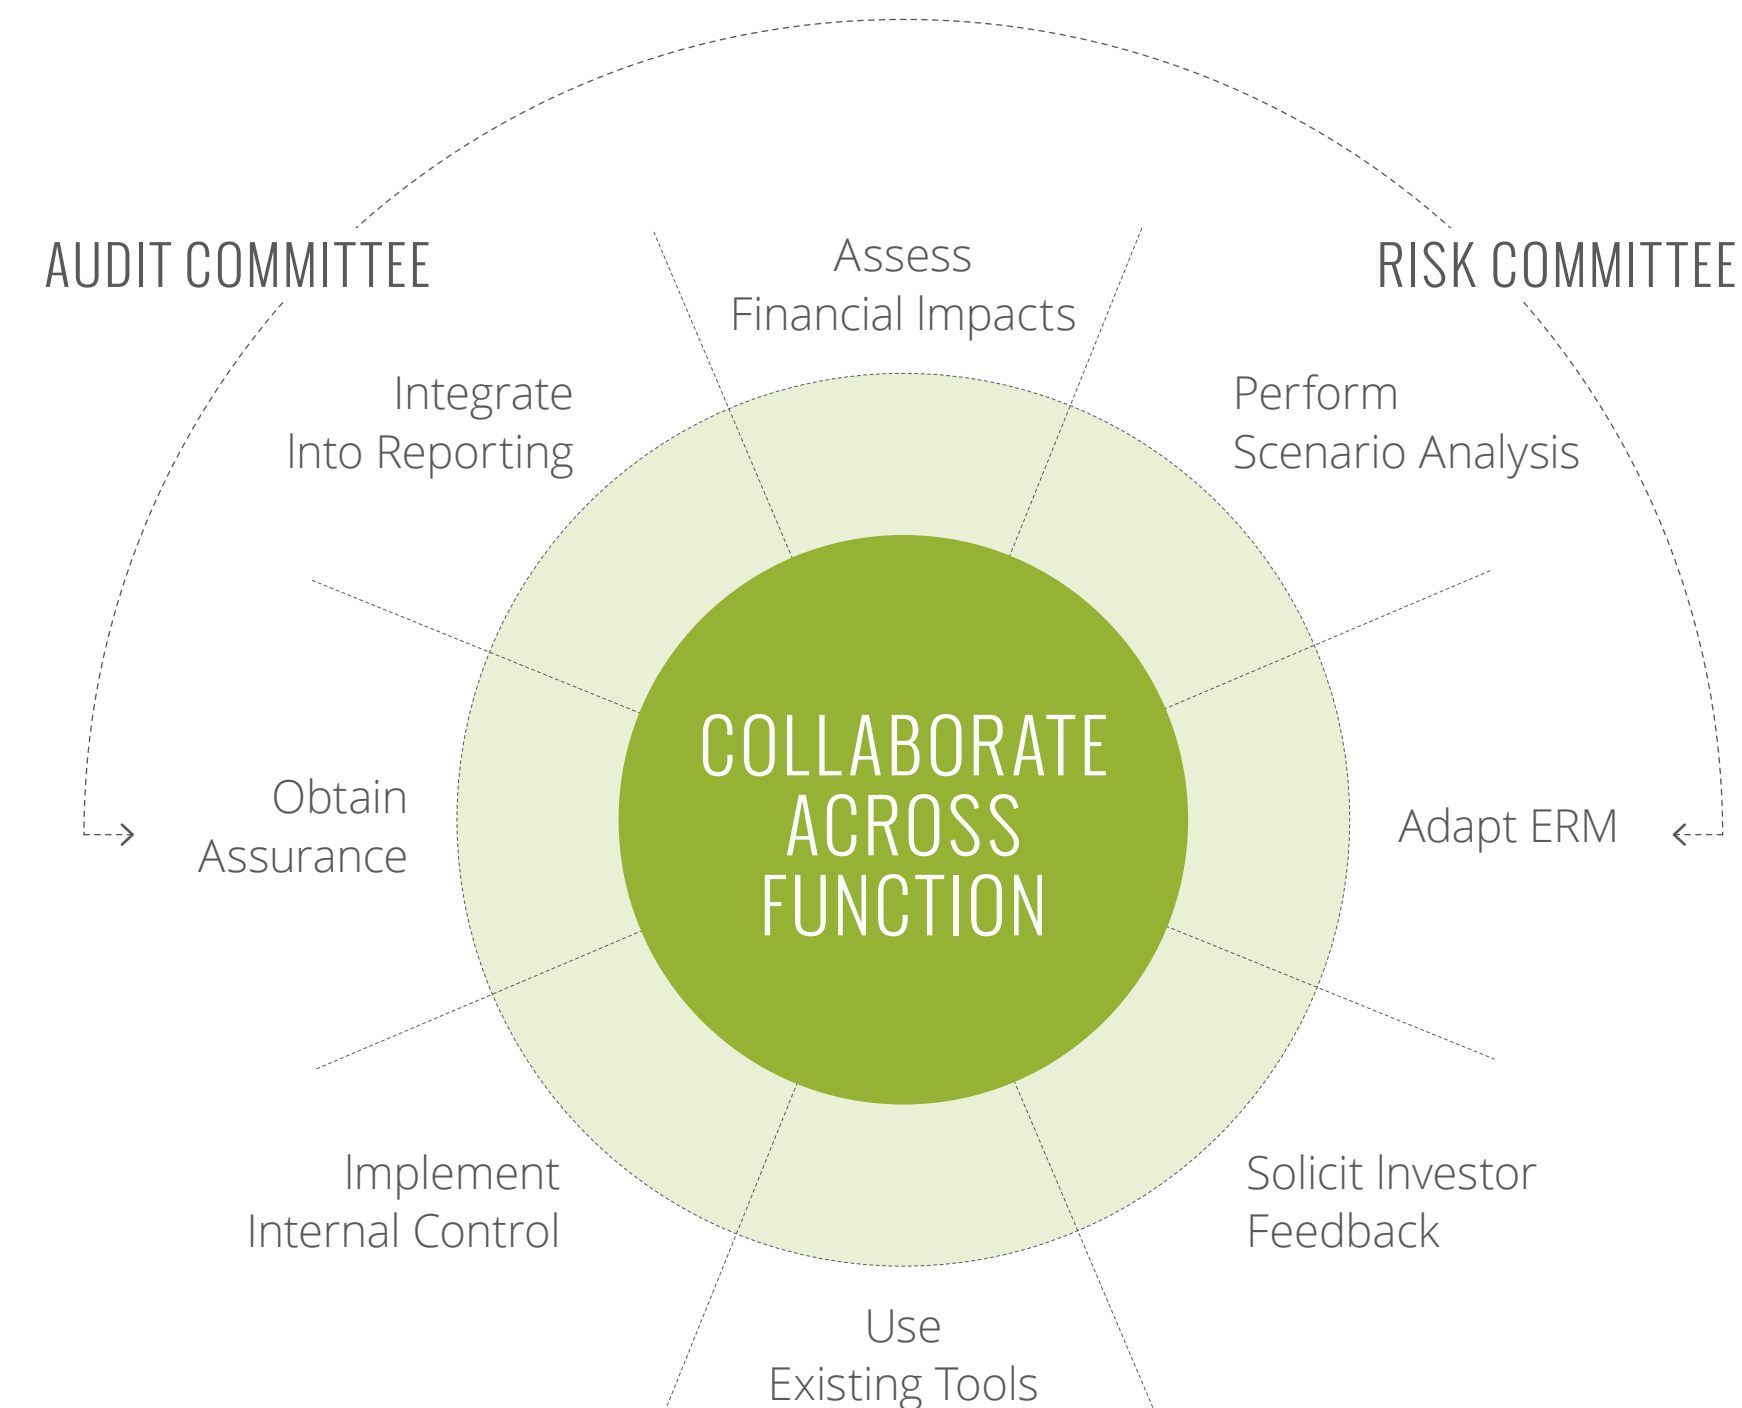 AUDIT COMMITTEE
RISK COMMITTEE
Assess
Financial Impacts
Integrate
Into Reporting
Perform
Scenario Analysis
COLLABORATE
ACROSS
FUNCTION
Obtain
Assurance
Adapt ERM
Implement
Internal Control
Solicit Investor
Feedback
Use
Existing Tools